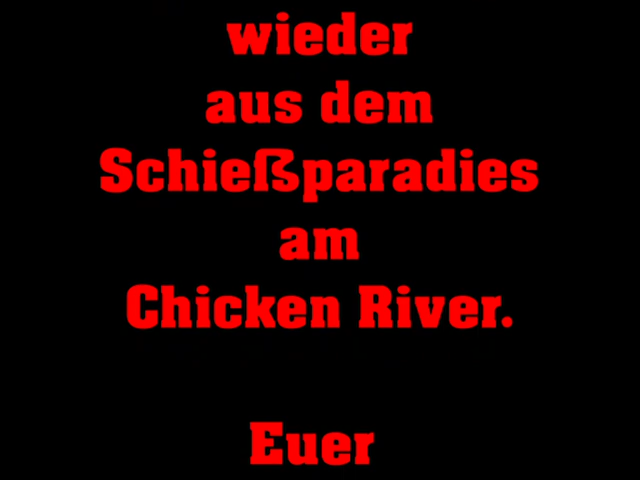 wieder
aus dem
Schießparadies
am
Chicken River.
Euer